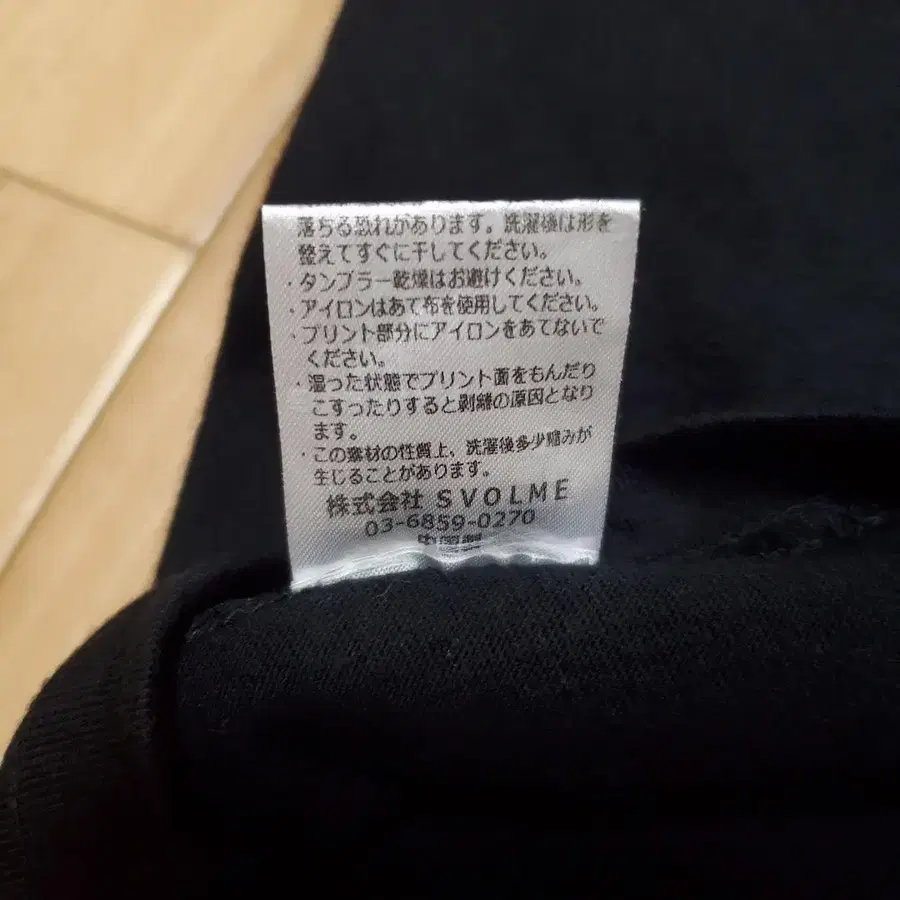 落ちる恐れがあります。洗濯後は形を
整えてすぐに干してください。
・タンブラー乾燥はお避けください。
・アイロンはあて布を使用してください。
・プリント部分にアイロンをあてないで
ください。
・湿った状態でプリント面をもんだり
こすったりすると剥離の原因となり
ます。
・この素材の性質上、洗濯後多少縮みが
生じることがあります。
株式会社 SVOLME
03-6859-0270
中国製